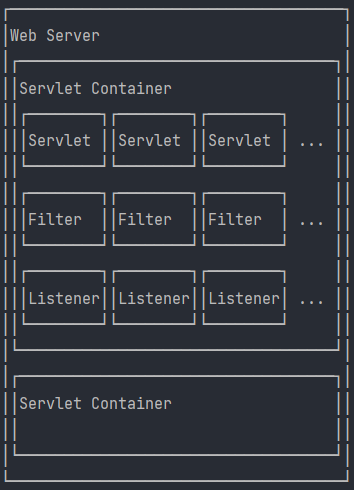 Web Server
Servlet Container
Servlet Servlet Servlet ...
Filter Filter Filter ...
Listener Listener Listener ...
Servlet Container